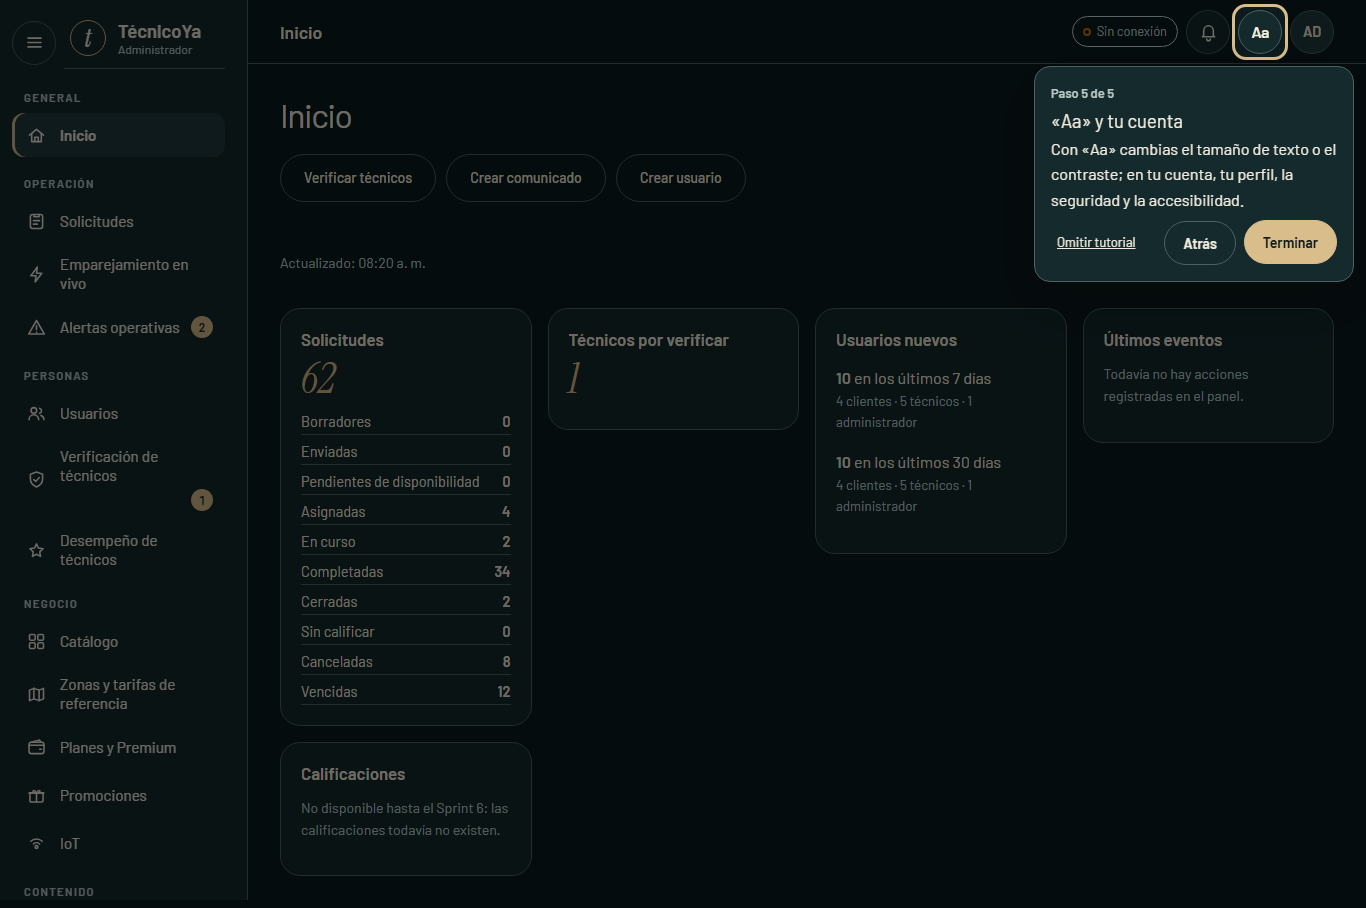 t
TécnicoYa
Administrador
GENERAL
Inicio
OPERACIÓN
Solicitudes
Emparejamiento en
vivo
Alertas operativas 2
PERSONAS
Usuarios
Verificación de
técnicos
1
Desempeño de
técnicos
NEGOCIO
Catálogo
Zonas y tarifas de
referencia
Planes y Premium
Promociones
IoT
CONTENIDO
Inicio
Sin conexión
Aa
AD
Paso 5 de 5
«Aa» y tu cuenta
Con «Aa» cambias el tamaño de texto o el
contraste; en tu cuenta, tu perfil, la
seguridad y la accesibilidad.
Omitir tutorial
Atrás
Terminar
Inicio
Verificar técnicos
Crear comunicado
Crear usuario
Actualizado: 08:20 a. m.
Solicitudes
62
Borradores 0
Enviadas 0
Pendientes de disponibilidad 0
Asignadas 4
En curso 2
Completadas 34
Cerradas 2
Sin calificar 0
Canceladas 8
Vencidas 12
Técnicos por verificar
1
Usuarios nuevos
10 en los últimos 7 días
4 clientes · 5 técnicos · 1
administrador
10 en los últimos 30 días
4 clientes · 5 técnicos · 1
administrador
Últimos eventos
Todavía no hay acciones
registradas en el panel.
Calificaciones
No disponible hasta el Sprint 6: las
calificaciones todavía no existen.